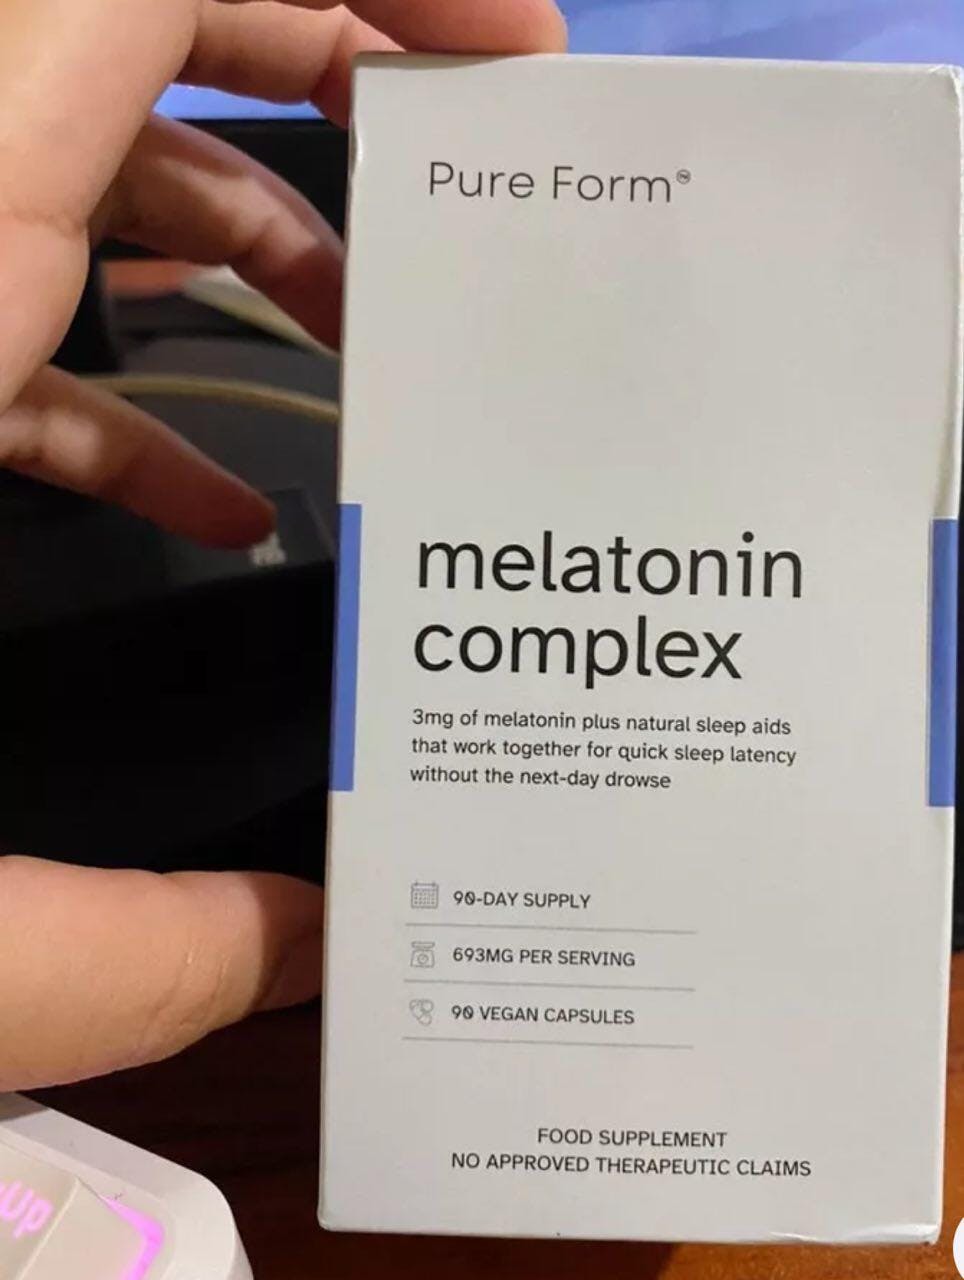 Pure Form
melatonin
complex
3mg of melatonin plus natural sleep aids
that work together for quick sleep latency
without the next-day drowse
90-DAY SUPPLY
693MG PER SERVING
90 VEGAN CAPSULES
FOOD SUPPLEMENT
NO APPROVED THERAPEUTIC CLAIMS
Up